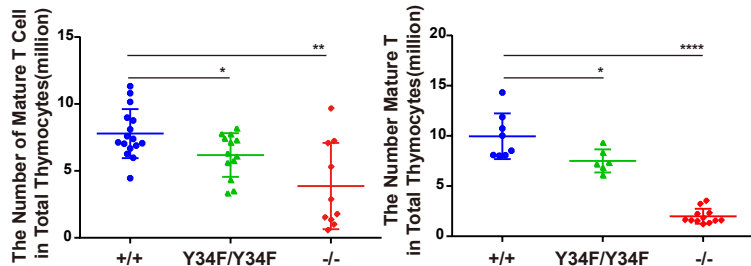 The Number of Mature T Cell
in Total Thymocytes(million)
15
10
5
0
**
*
+/+
Y34F/Y34F
-/-
The Number Mature T
in Total Thymocytes(million)
20
15
10
5
0
****
*
+/+
Y34F/Y34F
-/-